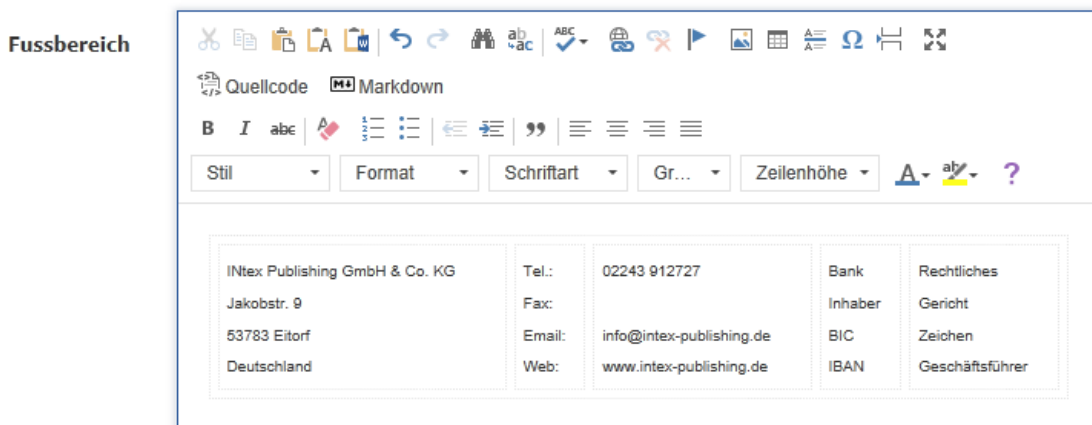 Fussbereich
Quellcode Markdown
B I abc
Stil Format Schriftart Gr... Zeilenhöhe A ab ?
INtex Publishing GmbH & Co. KG Tel.: 02243 912727 Bank Rechtliches
Jakobstr. 9 Fax: Inhaber Gericht
53783 Eitorf Email: info@intex-publishing.de BIC Zeichen
Deutschland Web: www.intex-publishing.de IBAN Geschäftsführer